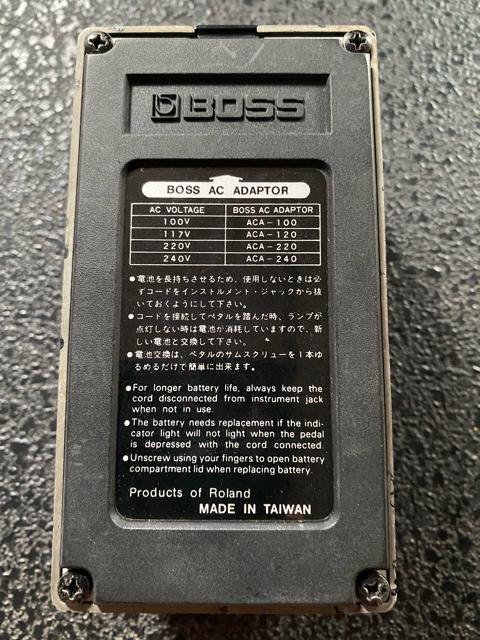 BOSS
BOSS AC ADAPTOR
AC VOLTAGE BOSS AC ADAPTOR
100V ACA-100
117V ACA-120
220V ACA-220
240V ACA-240
●電池を長持ちさせるため、使用しないときは必
ずコードをインストルメント・ジャックから抜
いておくようにして下さい。
●コードを接続してペタルを踏んだ時、ランプが
点灯しない時は電池が消耗していますので、新
しい電池と交換して下さい。
●電池交換は、ペタルのサムスクリューを1本ゆ
るめるだけで簡単に出来ます。
●For longer battery life, always keep the
cord disconnected from instrument jack
when not in use.
●The battery needs replacement if the indi-
cator light will not light when the pedal
is depressed with the cord connected.
●Unscrew using your fingers to open battery
compartment lid when replacing battery.
Products of Roland
MADE IN TAIWAN